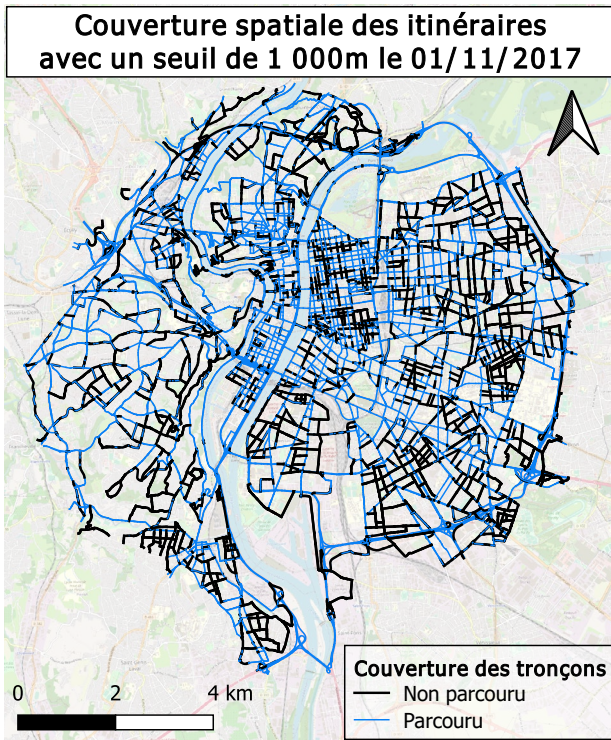 Couverture spatiale des itinéraires
avec un seuil de 1 000m le 01/11/2017
0 2 4 km
Couverture des tronçons
Non parcouru
Parcouru